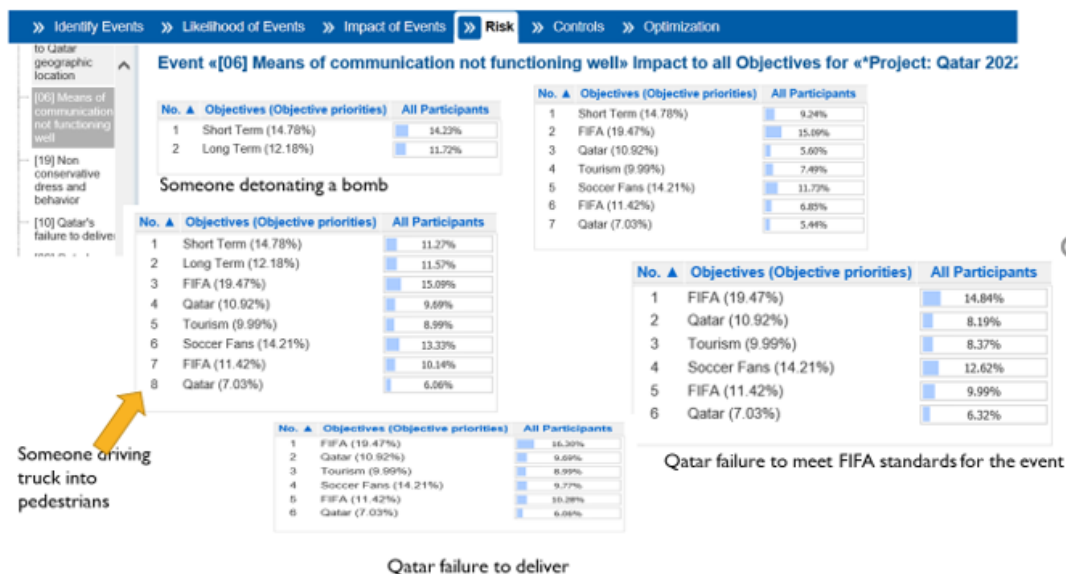 » Identify Events » Likelihood of Events » Impact of Events » Risk » Controls » Optimization
to Qatar
geographic
location
[06] Means of
communication
not functioning
well
[19] Non
conservative
dress and
behavior
[10] Qatar's
failure to deliver
Event «[06] Means of communication not functioning well» Impact to all Objectives for «*Project: Qatar 2022
No. ▲ Objectives (Objective priorities) All Participants
1 Short Term (14.78%) 14.23%
2 Long Term (12.18%) 11.72%
Someone detonating a bomb
No. ▲ Objectives (Objective priorities) All Participants
1 Short Term (14.78%) 9.24%
2 FIFA (19.47%) 15.09%
3 Qatar (10.92%) 5.60%
4 Tourism (9.99%) 7.49%
5 Soccer Fans (14.21%) 11.73%
6 FIFA (11.42%) 6.85%
7 Qatar (7.03%) 5.44%
No. ▲ Objectives (Objective priorities) All Participants
1 Short Term (14.78%) 11.27%
2 Long Term (12.18%) 11.57%
3 FIFA (19.47%) 15.09%
4 Qatar (10.92%) 9.69%
5 Tourism (9.99%) 8.99%
6 Soccer Fans (14.21%) 13.33%
7 FIFA (11.42%) 10.14%
8 Qatar (7.03%) 6.06%
Someone driving
truck into
pedestrians
No. ▲ Objectives (Objective priorities) All Participants
1 FIFA (19.47%) 14.84%
2 Qatar (10.92%) 8.19%
3 Tourism (9.99%) 8.37%
4 Soccer Fans (14.21%) 12.62%
5 FIFA (11.42%) 9.99%
6 Qatar (7.03%) 6.32%
Qatar failure to meet FIFA standards for the event
No. ▲ Objectives (Objective priorities) All Participants
1 FIFA (19.47%) 16.30%
2 Qatar (10.92%) 9.69%
3 Tourism (9.99%) 8.99%
4 Soccer Fans (14.21%) 9.77%
5 FIFA (11.42%) 10.28%
6 Qatar (7.03%) 6.06%
Qatar failure to deliver